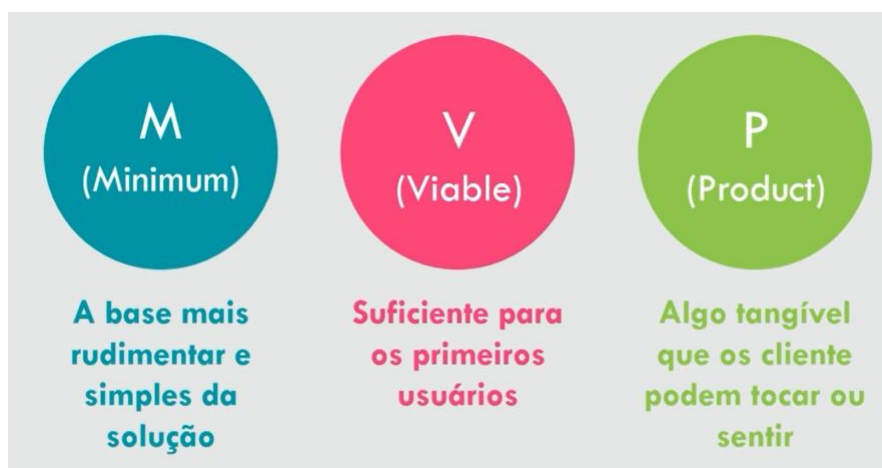 M
(Minimum)
A base mais
rudimentar e
simples da
solução
V
(Viable)
Suficiente para
os primeiros
usuários
P
(Product)
Algo tangível
que os cliente
podem tocar ou
sentir